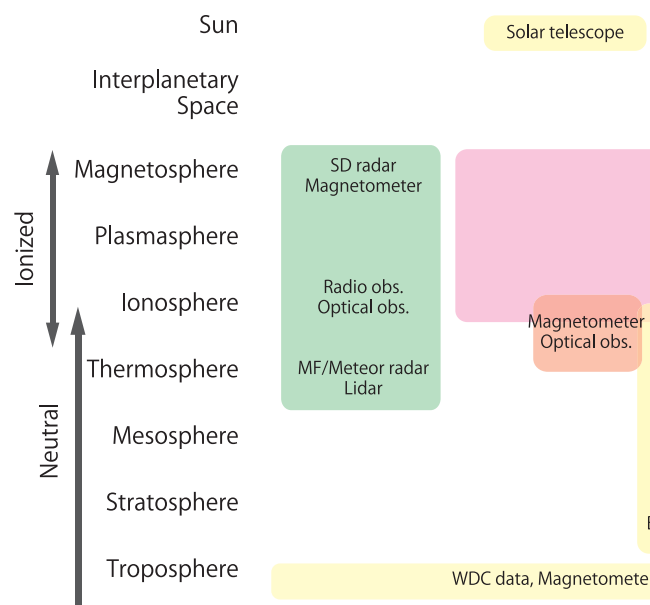 Sun
Solar telescope
Interplanetary
Space
Magnetosphere
SD radar
Magnetometer
Plasmasphere
Ionized
Ionosphere
Radio obs.
Optical obs.
Magnetometer
Optical obs.
Thermosphere
MF/Meteor radar
Lidar
Mesosphere
Neutral
Stratosphere
Troposphere
WDC data,